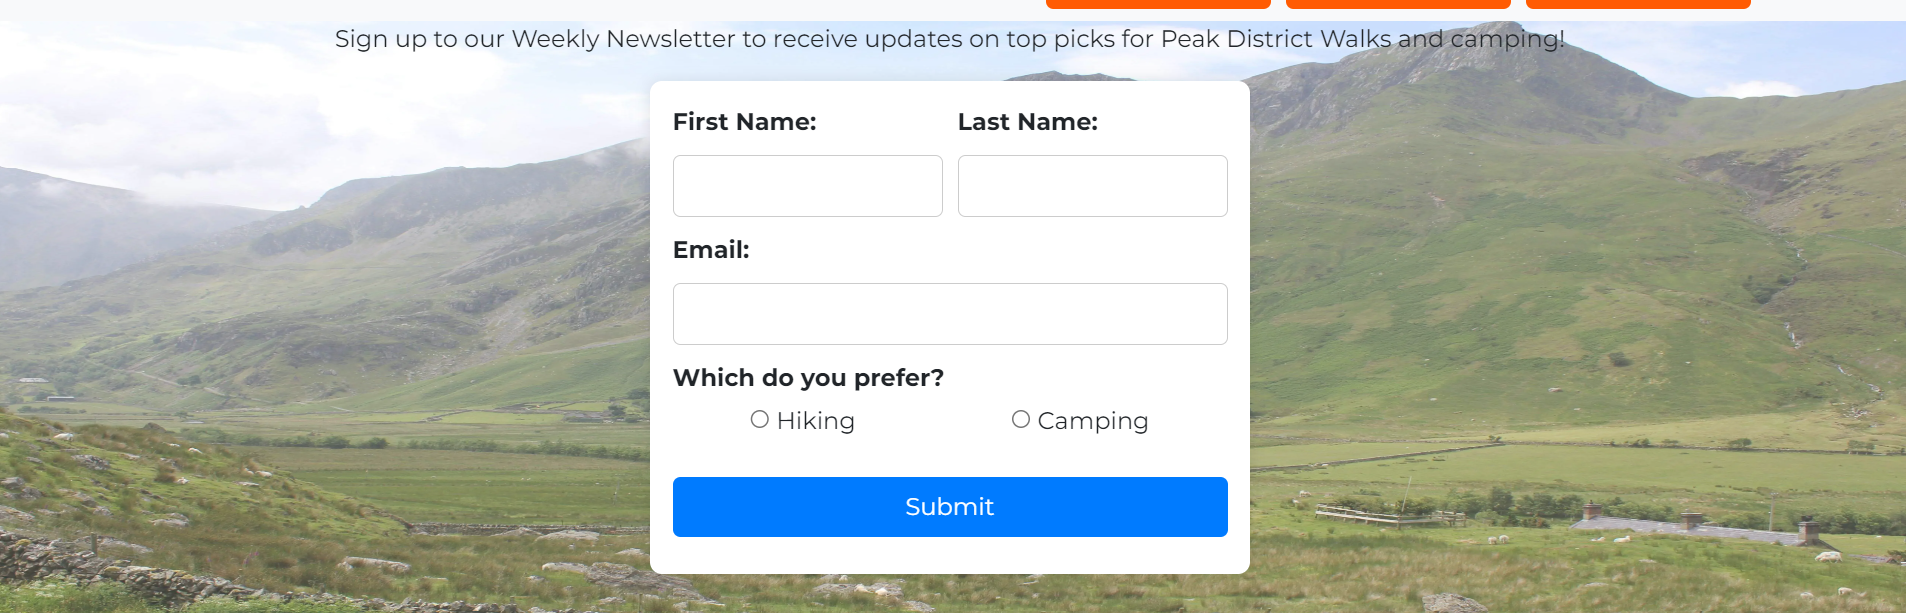 Sign up to our Weekly Newsletter to receive updates on top picks for Peak District Walks and camping!
First Name: Last Name:
Email:
Which do you prefer?
Hiking Camping
Submit